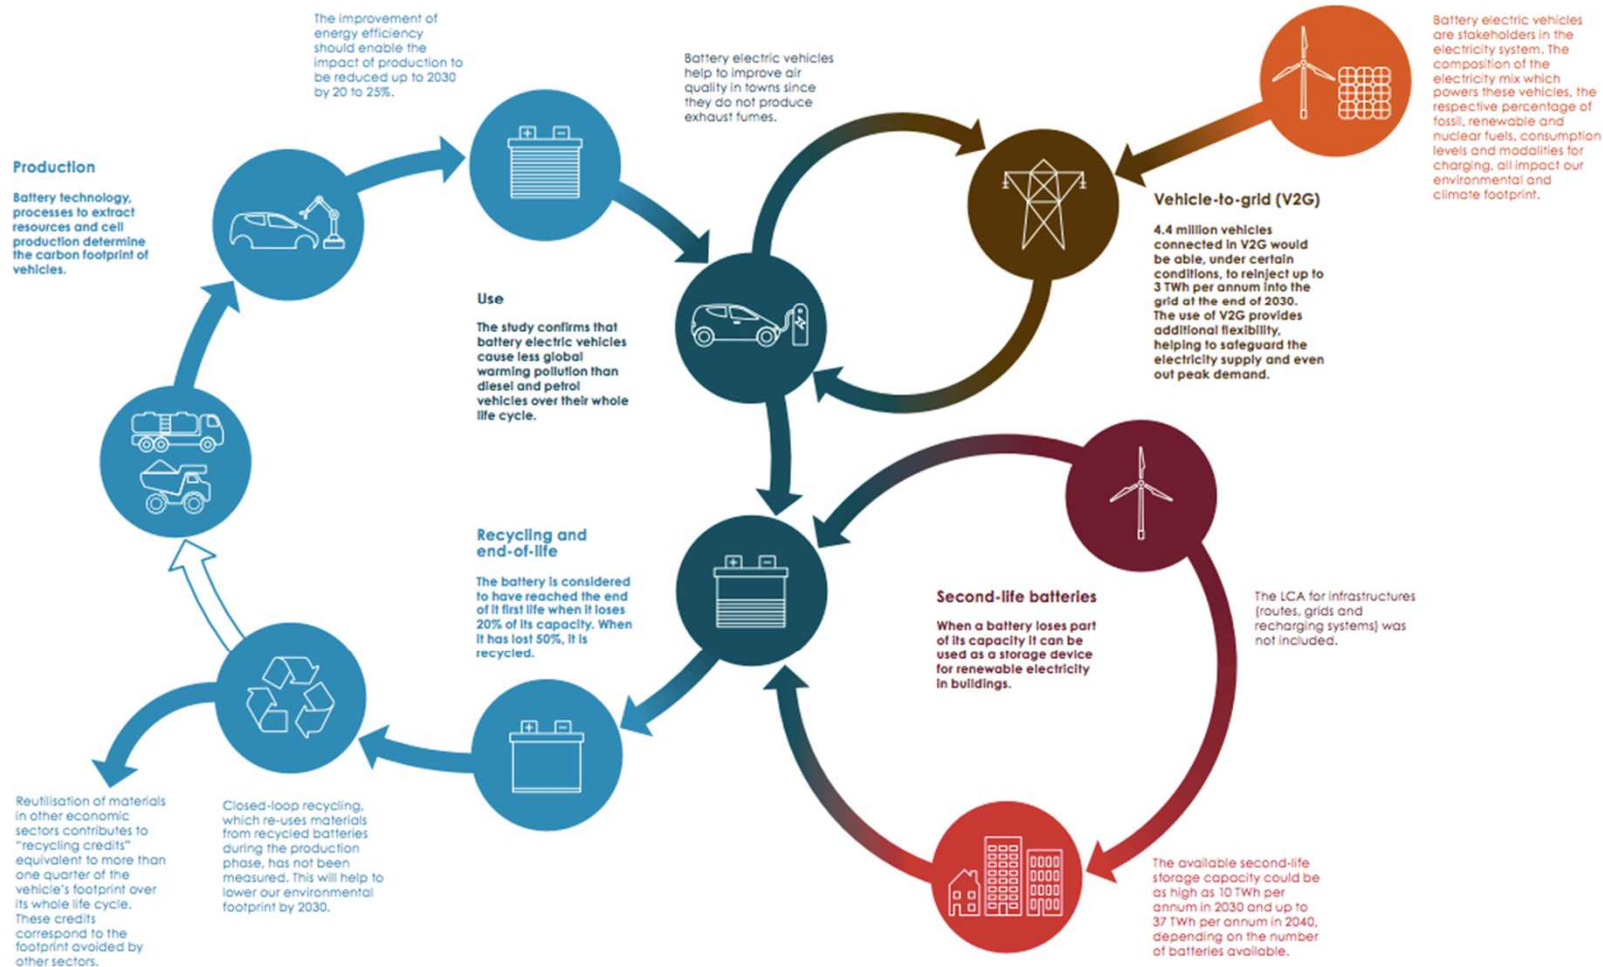 The improvement of
energy efficiency
should enable the
impact of production to
be reduced up to 2030
by 20 to 25%.
Battery electric vehicles
help to improve air
quality in towns since
they do not produce
exhaust fumes.
Battery electric vehicles
are stakeholders in the
electricity system. The
composition of the
electricity mix which
powers these vehicles, the
respective percentage of
fossil, renewable and
nuclear fuels, consumption
levels and modalities for
charging, all impact our
environmental and
climate footprint.
Production
Battery technology,
processes to extract
resources and cell
production determine
the carbon footprint of
vehicles.
Vehicle-to-grid (V2G)
4.4 million vehicles
connected in V2G would
be able, under certain
conditions, to reinject up to
3 TWh per annum into the
grid at the end of 2030.
The use of V2G provides
additional flexibility,
helping to safeguard the
electricity supply and even
out peak demand.
Use
The study confirms that
battery electric vehicles
cause less global
warming pollution than
diesel and petrol
vehicles over their whole
life cycle.
Recycling and
end-of-life
The battery is considered
to have reached the end
of it first life when it loses
20% of its capacity. When
it has lost 50%, it is
recycled.
Second-life batteries
When a battery loses part
of its capacity it can be
used as a storage device
for renewable electricity
in buildings.
The LCA for infrastructures
(routes, grids and
recharging systems) was
not included.
Reutilisation of materials
in other economic
sectors contributes to
"recycling credits"
equivalent to more than
one quarter of the
vehicle's footprint over
its whole life cycle.
These credits
correspond to the
footprint avoided by
other sectors.
Closed-loop recycling,
which re-uses materials
from recycled batteries
during the production
phase, has not been
measured. This will help to
lower our environmental
footprint by 2030.
The available second-life
storage capacity could be
as high as 10 TWh per
annum in 2030 and up to
37 TWh per annum in 2040,
depending on the number
of batteries available.